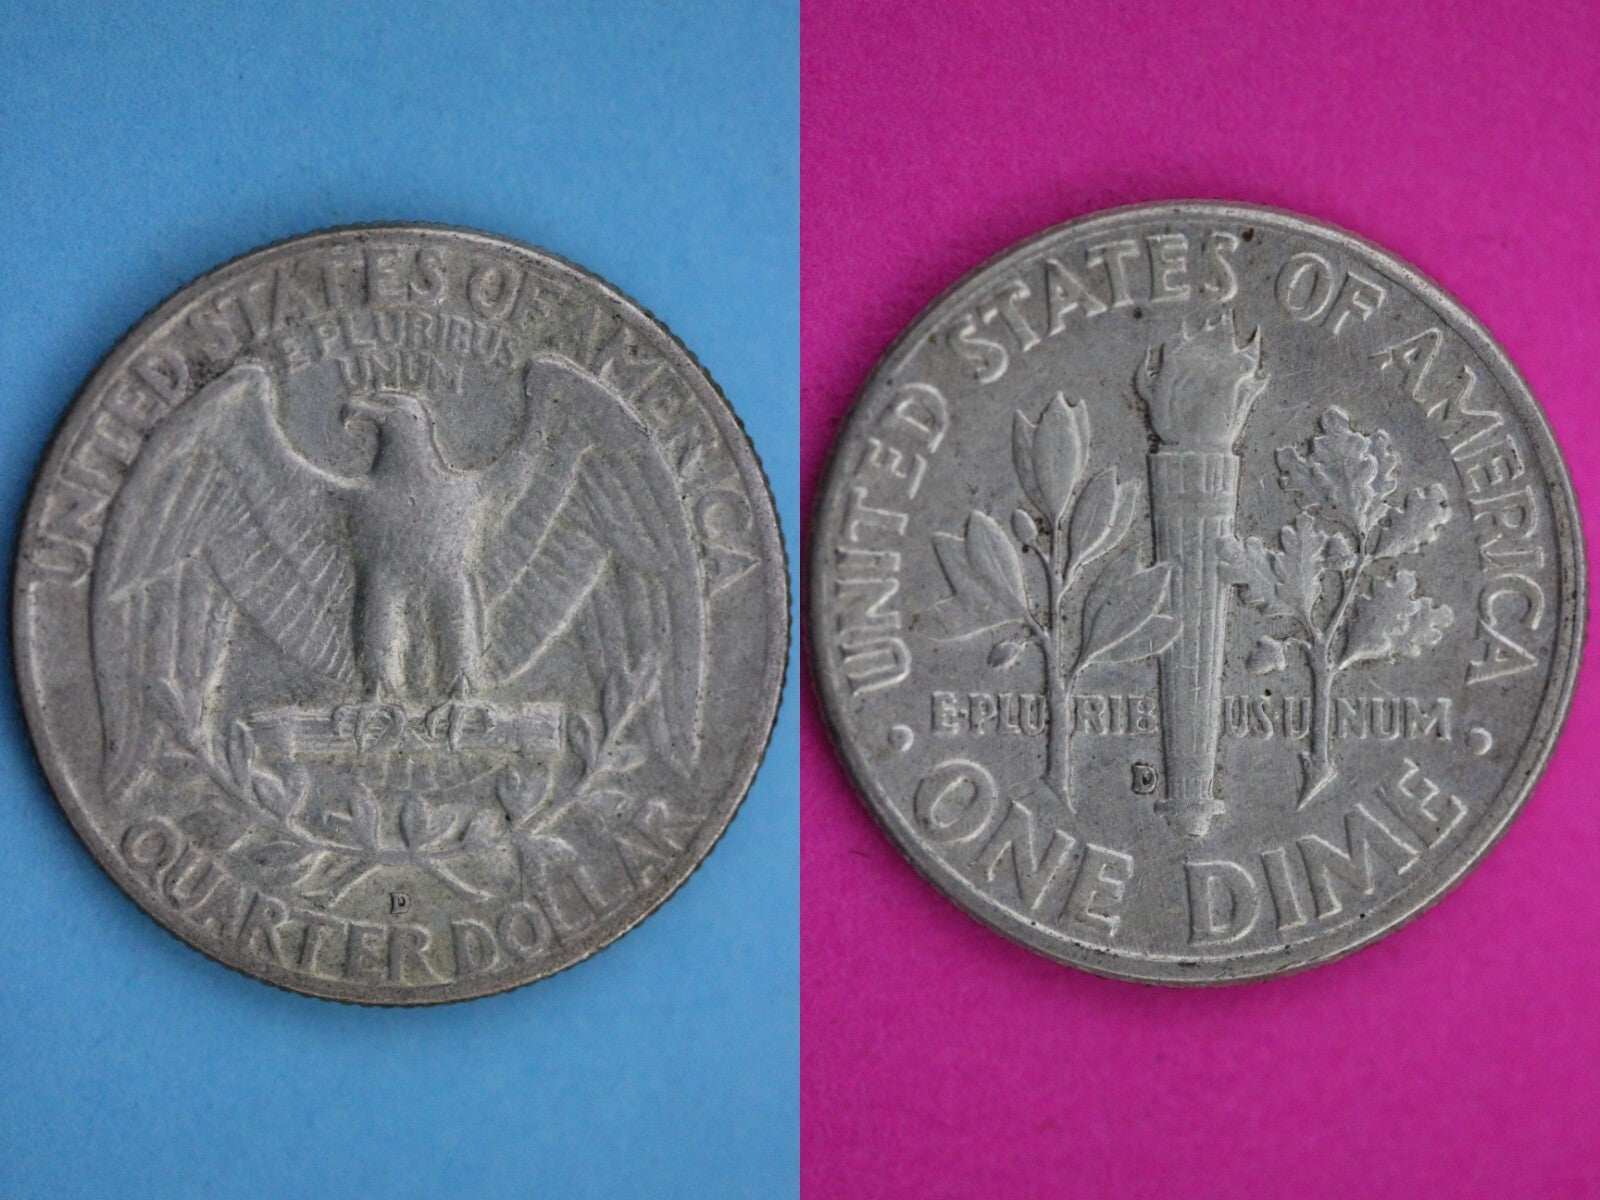 UNITED STATES OF AMERICA
E PLURIBUS
UNUM
D
QUARTER DOLLAR
UNITED STATES OF AMERICA
E·PLURIBUS·UNUM
D
· ONE DIME ·